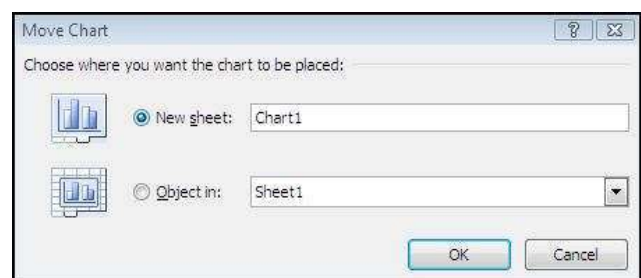 Move Chart
Choose where you want the chart to be placed:
New sheet: Chart1
Object in: Sheet1
OK Cancel